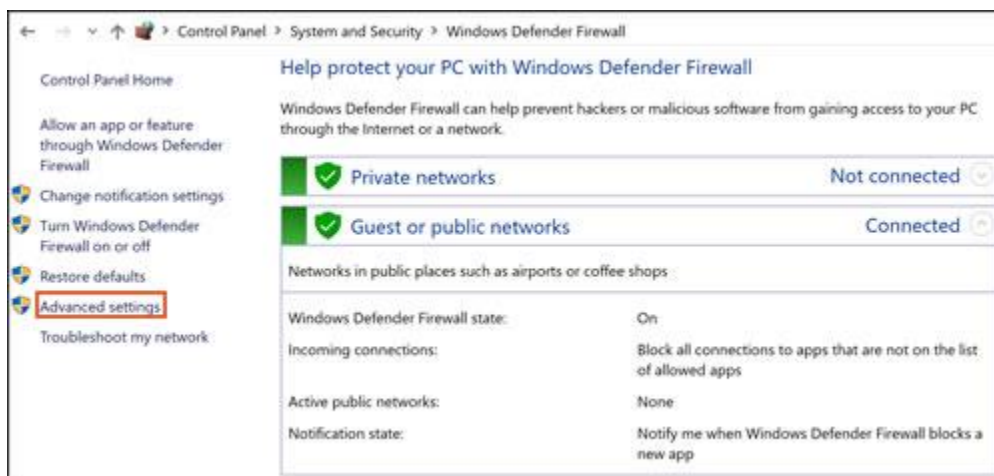 Control Panel > System and Security > Windows Defender Firewall
Control Panel Home
Allow an app or feature
through Windows Defender
Firewall
Change notification settings
Turn Windows Defender
Firewall on or off
Restore defaults
Advanced settings
Troubleshoot my network
Help protect your PC with Windows Defender Firewall
Windows Defender Firewall can help prevent hackers or malicious software from gaining access to your PC
through the Internet or a network.
Private networks Not connected
Guest or public networks Connected
Networks in public places such as airports or coffee shops
Windows Defender Firewall state: On
Incoming connections: Block all connections to apps that are not on the list
of allowed apps
Active public networks: None
Notification state: Notify me when Windows Defender Firewall blocks a
new app